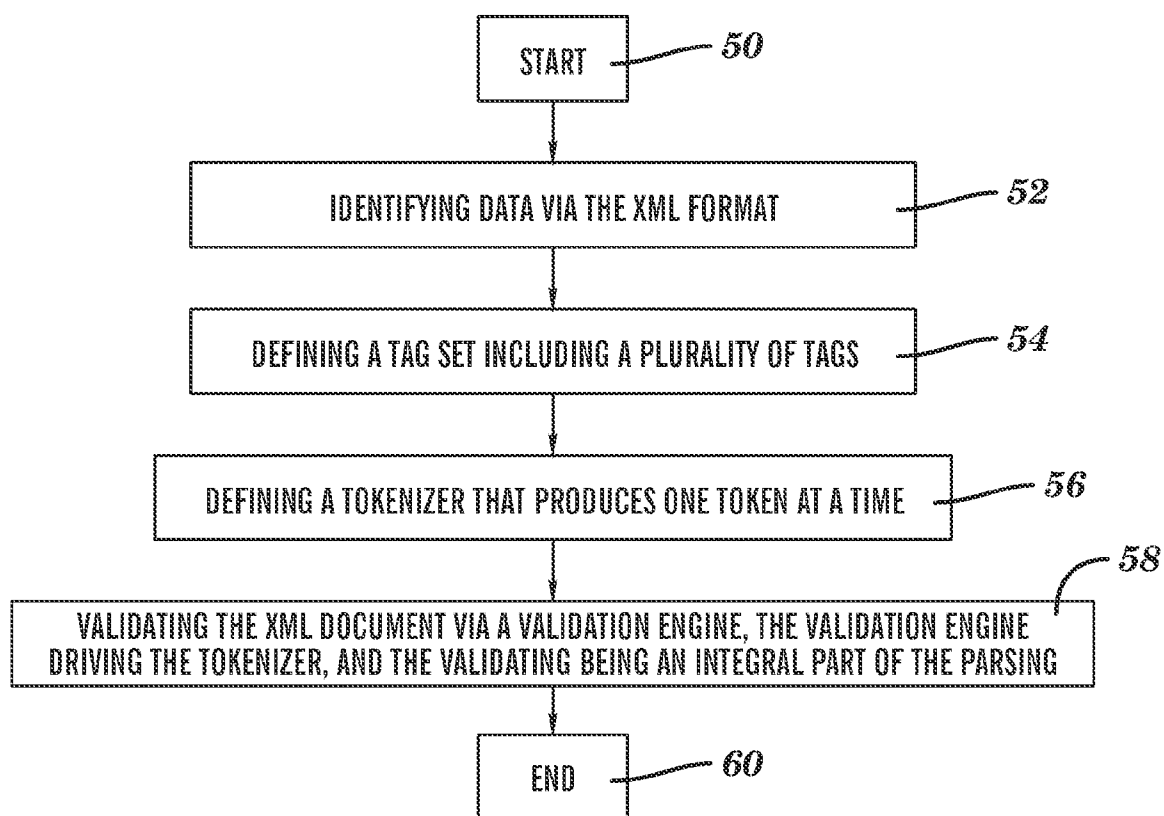 START
50
IDENTIFYING DATA VIA THE XML FORMAT
52
DEFINING A TAG SET INCLUDING A PLURALITY OF TAGS
54
DEFINING A TOKENIZER THAT PRODUCES ONE TOKEN AT A TIME
56
58
VALIDATING THE XML DOCUMENT VIA A VALIDATION ENGINE, THE VALIDATION ENGINE
DRIVING THE TOKENIZER, AND THE VALIDATING BEING AN INTEGRAL PART OF THE PARSING
END
60